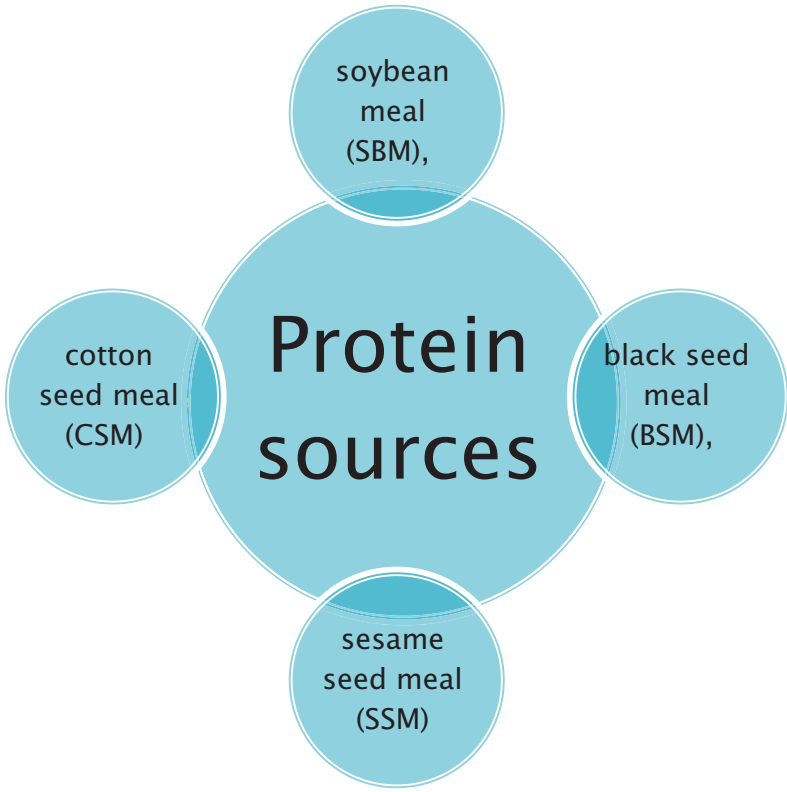 soybean
meal
(SBM),
Protein
sources
cotton
seed meal
(CSM)
black seed
meal
(BSM),
sesame
seed meal
(SSM)